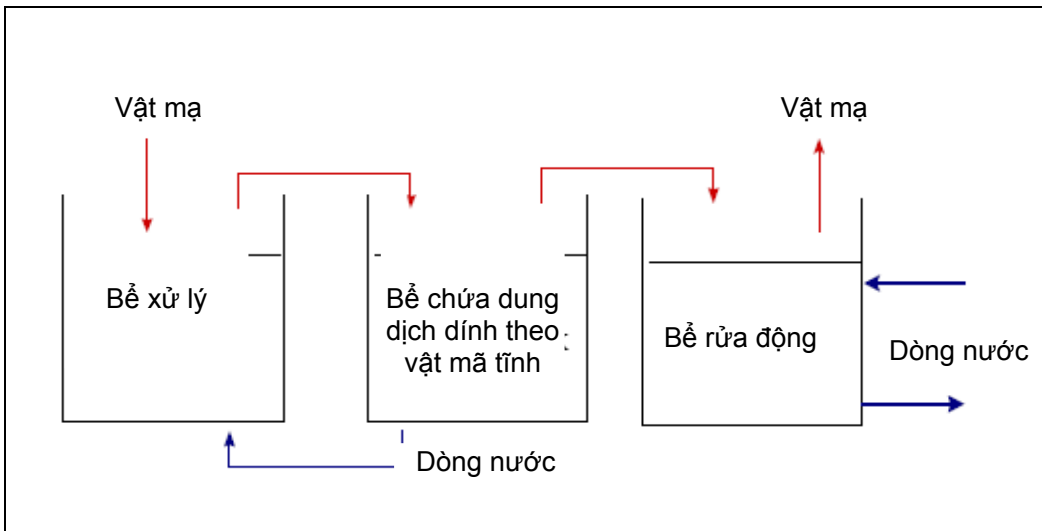 Vật mạ
Vật mạ
Bể xử lý
Bể chứa dung
dịch dính theo
vật mã tĩnh
Bể rửa động
Dòng nước
Dòng nước